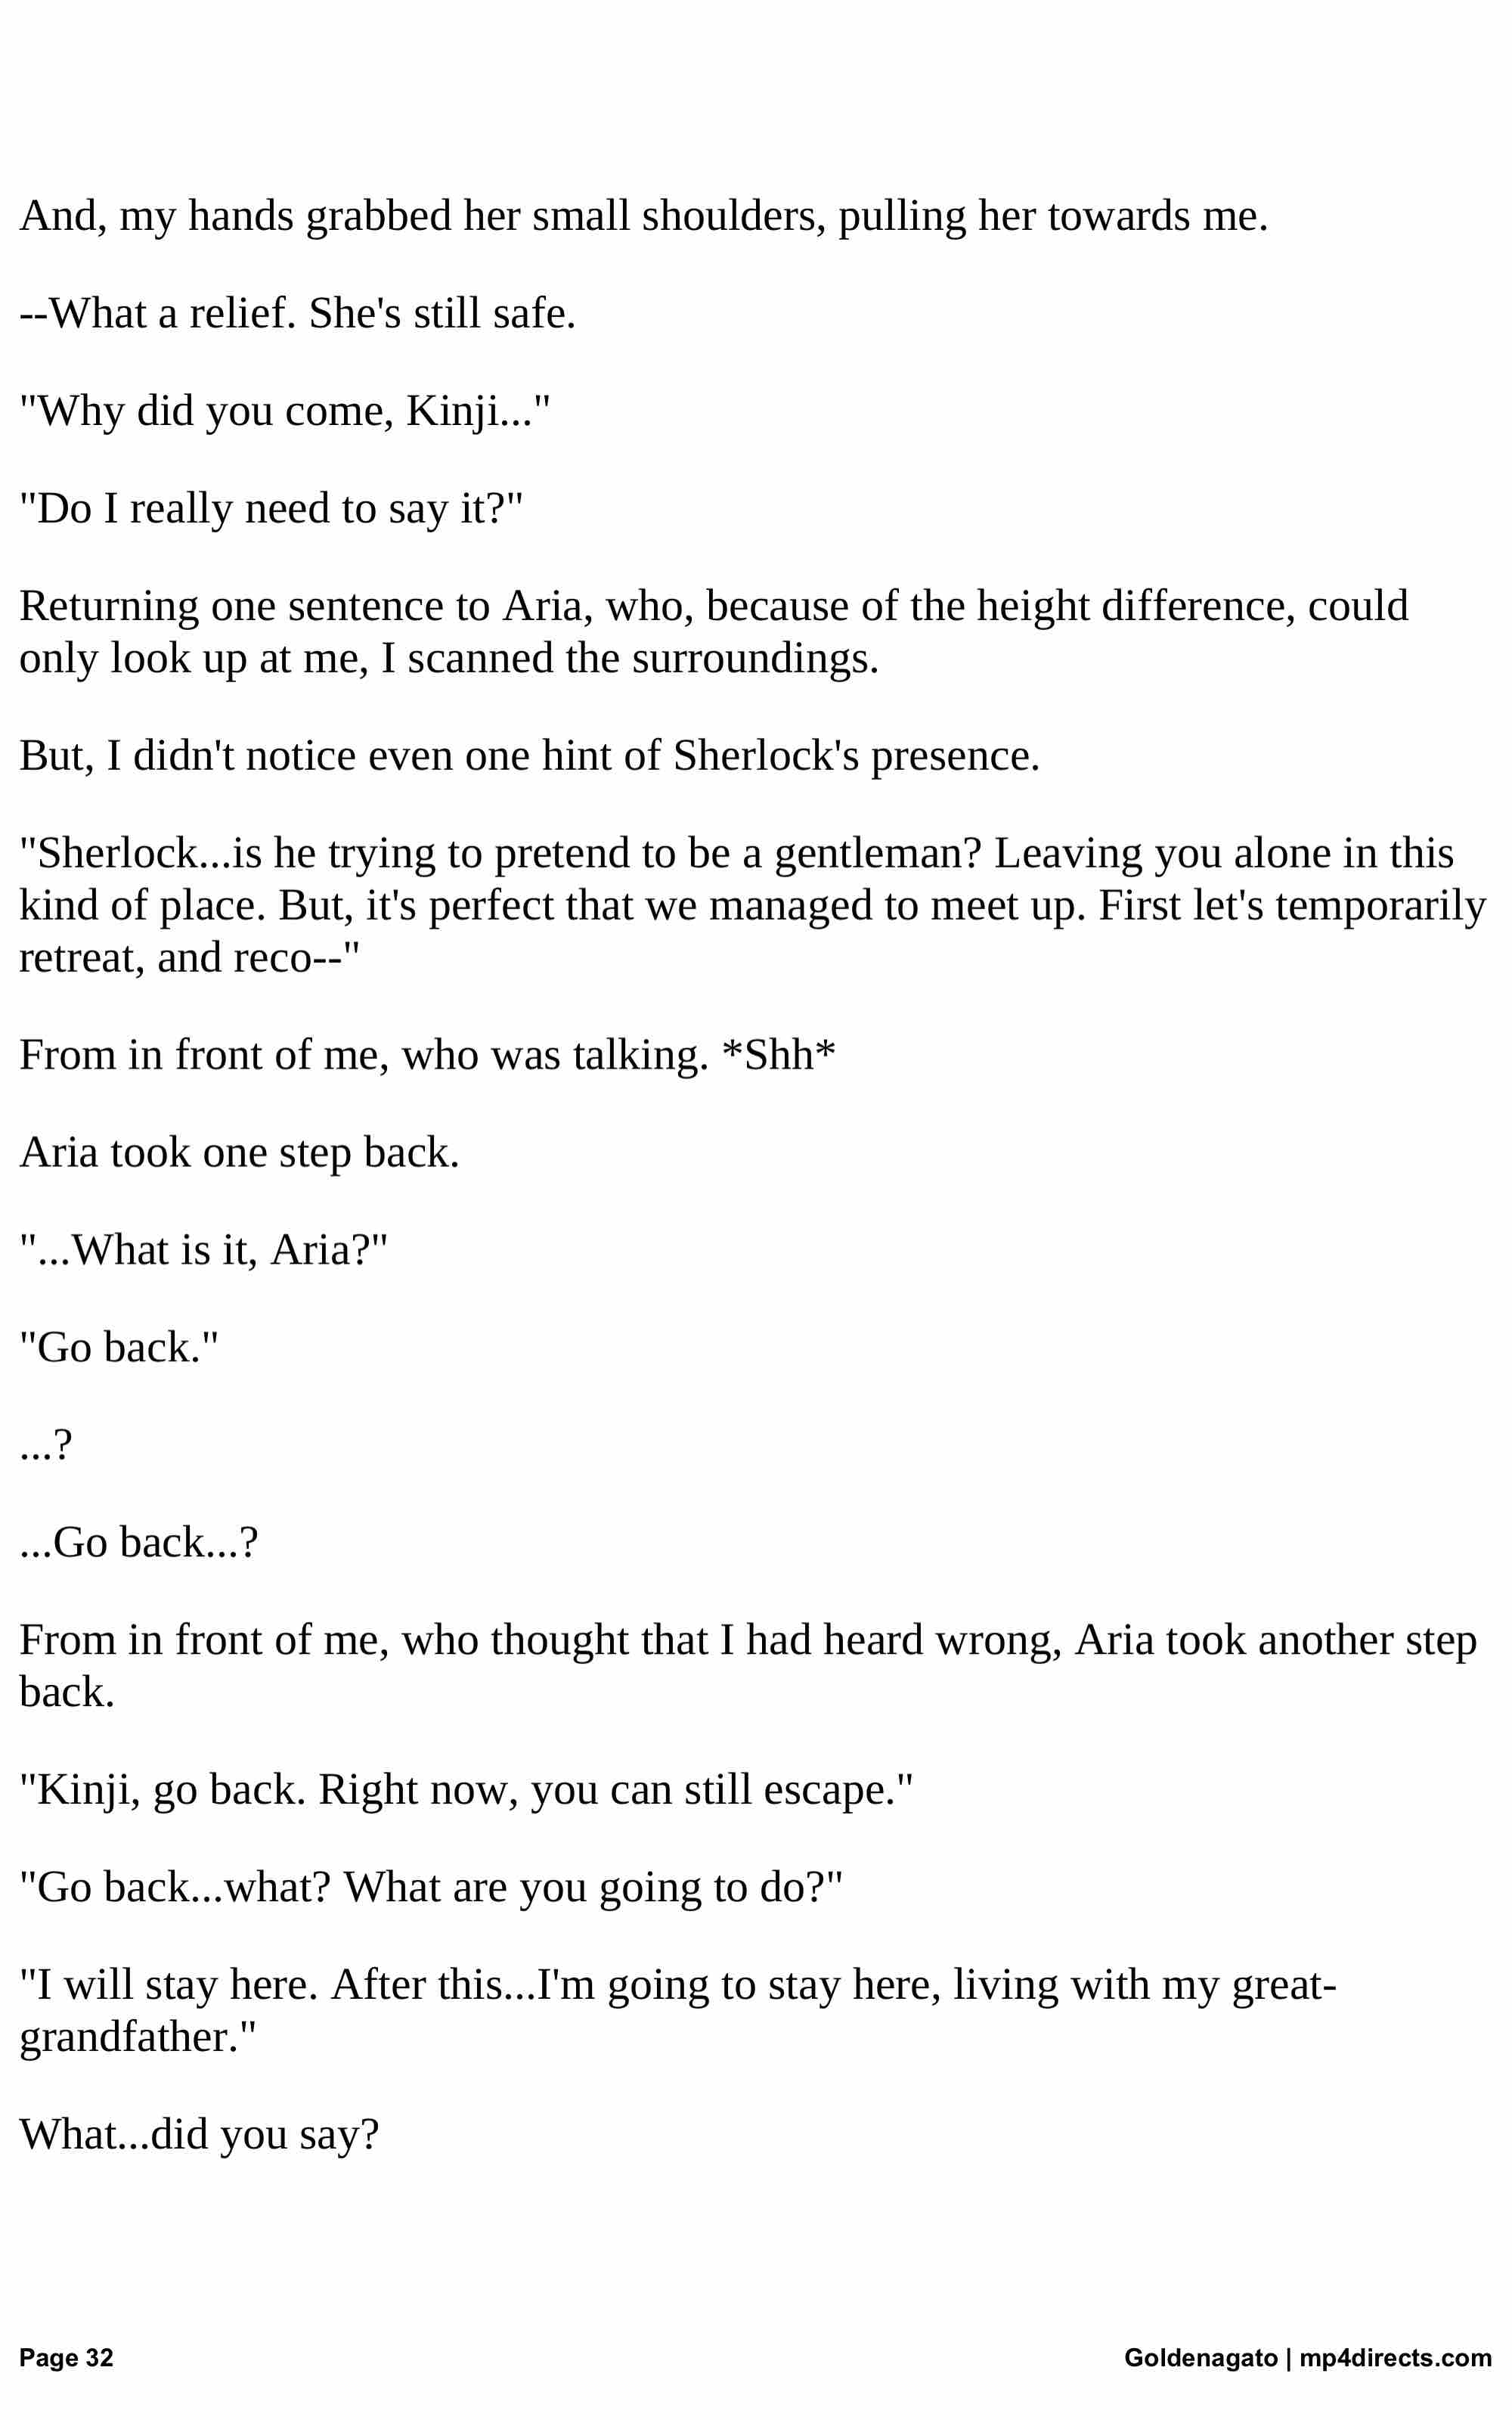 And, my hands grabbed her small shoulders, pulling her towards me.
--What a relief. She's still safe.
"Why did you come, Kinji..."
"Do I really need to say it?"
Returning one sentence to Aria, who, because of the height difference, could
only look up at me, I scanned the surroundings.
But, I didn't notice even one hint of Sherlock's presence.
"Sherlock...is he trying to pretend to be a gentleman? Leaving you alone in this
kind of place. But, it's perfect that we managed to meet up. First let's temporarily
retreat, and reco--"
From in front of me, who was talking. *Shh*
Aria took one step back.
"...What is it, Aria?"
"Go back."
...?
...Go back...?
From in front of me, who thought that I had heard wrong, Aria took another step
back.
"Kinji, go back. Right now, you can still escape."
"Go back...what? What are you going to do?"
"I will stay here. After this...I'm going to stay here, living with my great-
grandfather."
What...did you say?
Page 32
Goldenagato | mp4directs.com